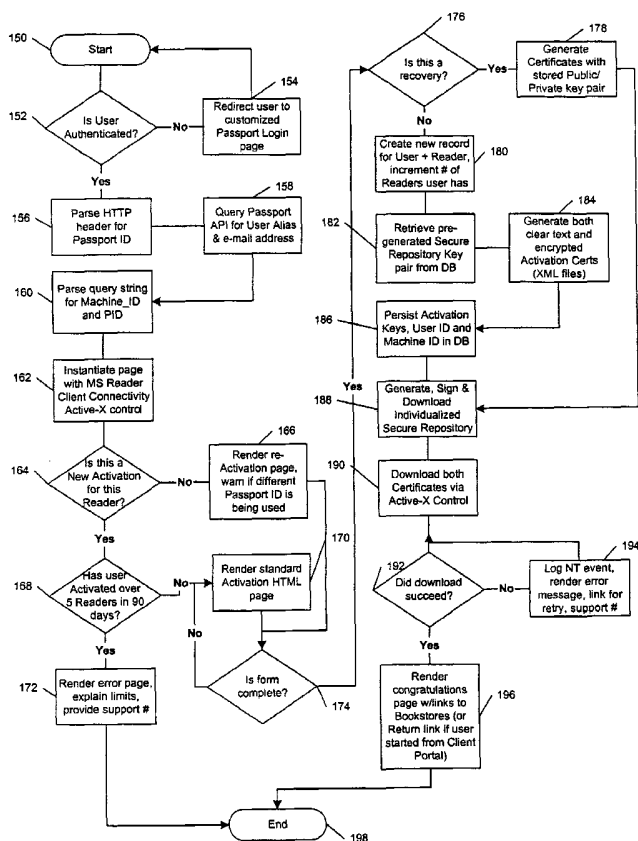 150
Start
154
Redirect user to
customized
Passport Login
page
152
Is User
Authenticated?
No
Yes
156
Parse HTTP
header for
Passport ID
158
Query Passport
API for User Alias
& e-mail address
160
Parse query string
for Machine_ID
and PID
162
Instantiate page
with MS Reader
Client Connectivity
Active-X control
164
Is this a
New Activation
for this
Reader?
No
166
Render re-
Activation page,
warn if different
Passport ID is
being used
Yes
168
Has user
Activated over
5 Readers in 90
days?
No
170
Render standard
Activation HTML
page
No
Yes
172
Render error page,
explain limits,
provide support #
Is form
complete?
174
Yes
176
Is this a
recovery?
Yes
178
Generate
Certificates with
stored Public/
Private key pair
No
180
Create new record
for User + Reader,
increment # of
Readers user has
182
Retrieve pre-
generated Secure
Repository Key
pair from DB
184
Generate both
clear text and
encrypted
Activation Certs
(XML files)
186
Persist Activation
Keys, User ID and
Machine ID in DB
188
Generate, Sign &
Download
Individualized
Secure Repository
190
Download both
Certificates via
Active-X Control
192
Did download
succeed?
No
194
Log NT event,
render error
message, link for
retry, support #
Yes
196
Render
congratulations
page w/links to
Bookstores (or
Return link if user
started from Client
Portal)
End
198